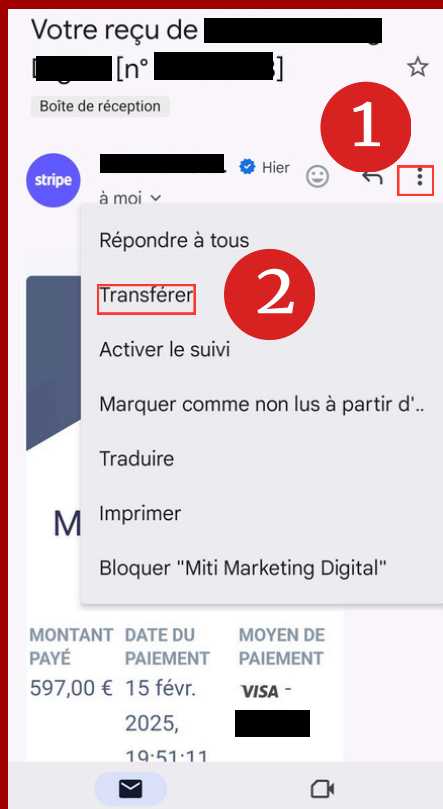 Votre reçu de
[n° ]
Boîte de réception
1
stripe
Hier
à moi
Répondre à tous
Transférer
2
Activer le suivi
Marquer comme non lus à partir d'..
Traduire
Imprimer
M
Bloquer "Miti Marketing Digital"
MONTANT PAYÉ
DATE DU PAIEMENT
MOYEN DE PAIEMENT
597,00 €
15 févr. 2025, 19:51:11
VISA -